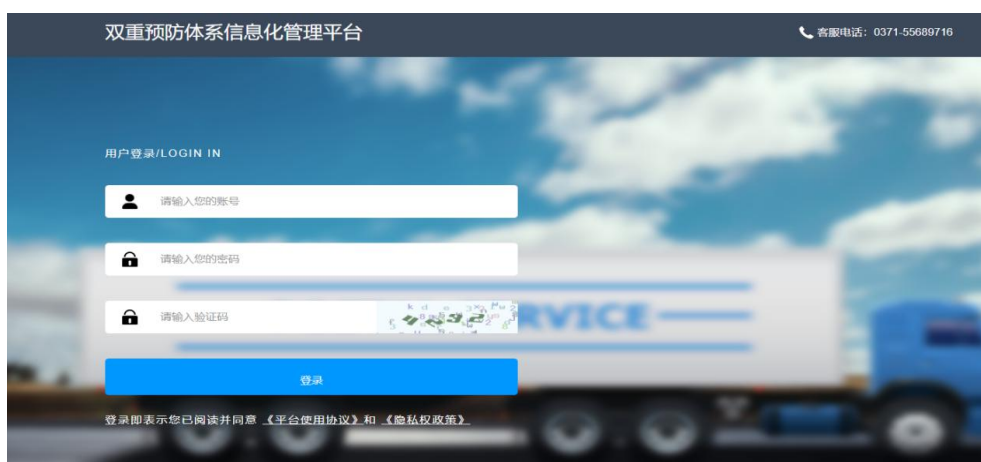 双重预防体系信息化管理平台
客服电话：0371-55689716
用户登录/LOGIN IN
请输入您的账号
请输入您的密码
请输入验证码
RVICE
登录
登录即表示您已阅读并同意 《平台使用协议》和 《隐私权政策》